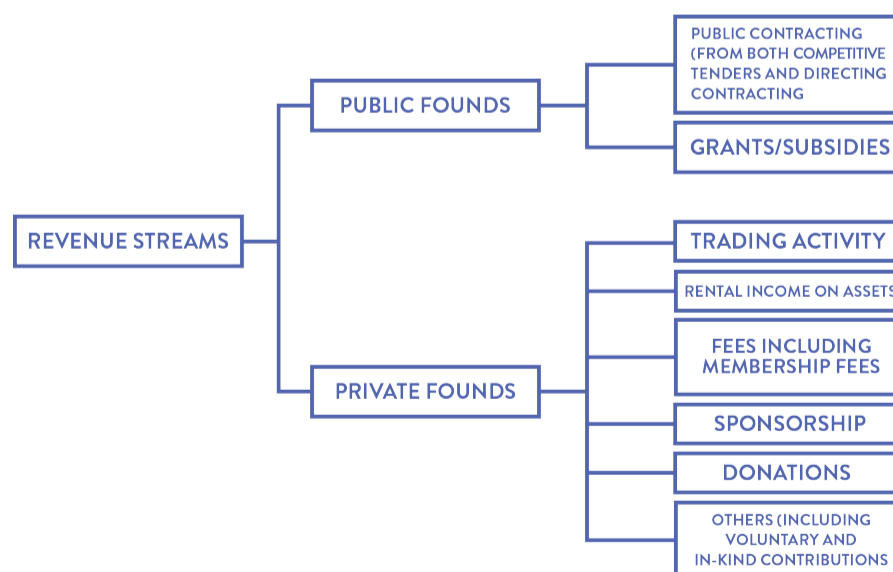 REVENUE STREAMS
PUBLIC FOUNDS
PUBLIC CONTRACTING
(FROM BOTH COMPETITIVE
TENDERS AND DIRECTING
CONTRACTING
GRANTS/SUBSIDIES
PRIVATE FOUNDS
TRADING ACTIVITY
RENTAL INCOME ON ASSETS
FEES INCLUDING
MEMBERSHIP FEES
SPONSORSHIP
DONATIONS
OTHERS (INCLUDING
VOLUNTARY AND
IN-KIND CONTRIBUTIONS